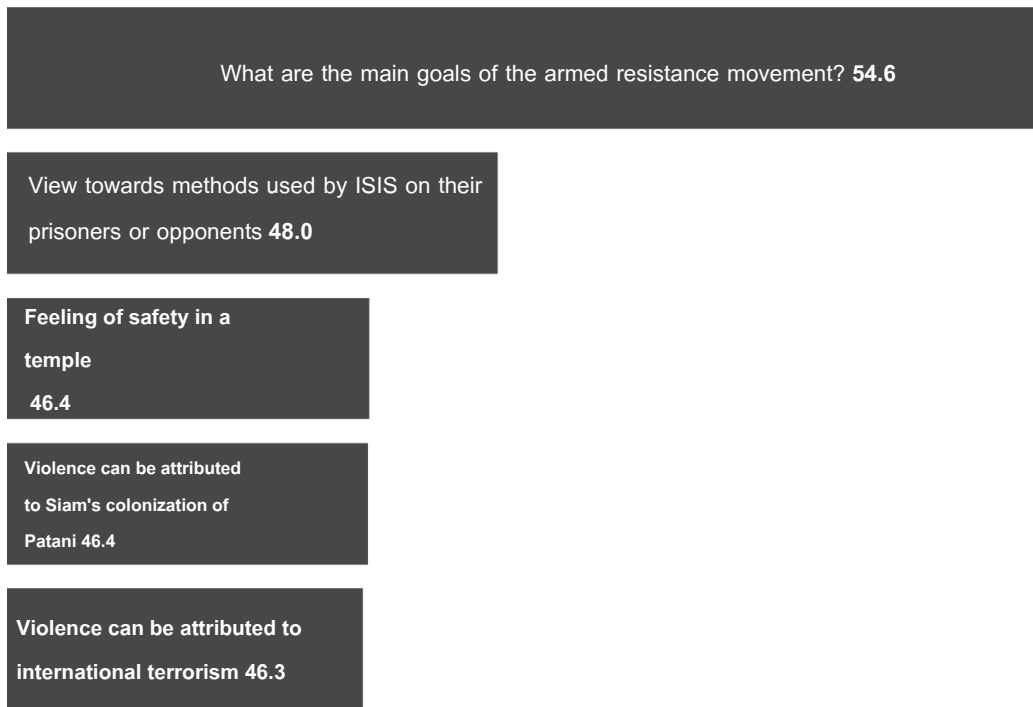 What are the main goals of the armed resistance movement? 54.6
View towards methods used by ISIS on their
prisoners or opponents 48.0
Feeling of safety in a
temple
46.4
Violence can be attributed
to Siam's colonization of
Patani 46.4
Violence can be attributed to
international terrorism 46.3